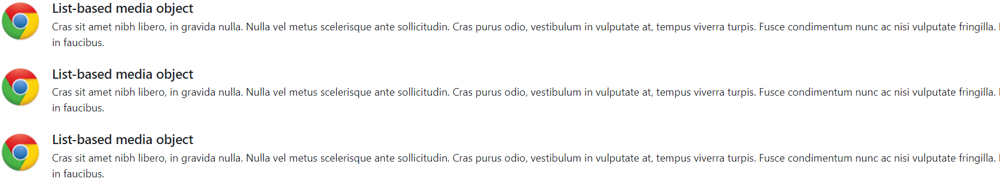 List-based media object
Cras sit amet nibh libero, in gravida nulla. Nulla vel metus scelerisque ante sollicitudin. Cras purus odio, vestibulum in vulputate at, tempus viverra turpis. Fusce condimentum nunc ac nisi vulputate fringilla.
in faucibus.
List-based media object
Cras sit amet nibh libero, in gravida nulla. Nulla vel metus scelerisque ante sollicitudin. Cras purus odio, vestibulum in vulputate at, tempus viverra turpis. Fusce condimentum nunc ac nisi vulputate fringilla.
in faucibus.
List-based media object
Cras sit amet nibh libero, in gravida nulla. Nulla vel metus scelerisque ante sollicitudin. Cras purus odio, vestibulum in vulputate at, tempus viverra turpis. Fusce condimentum nunc ac nisi vulputate fringilla.
in faucibus.